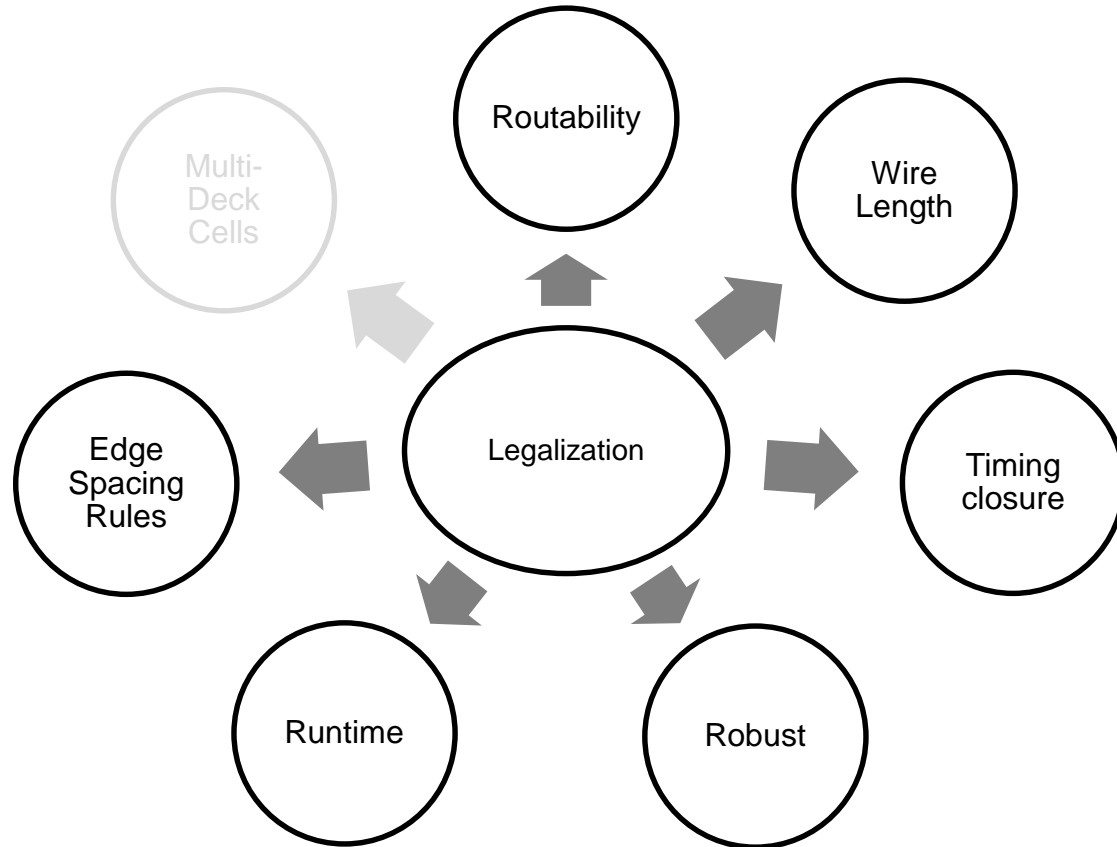 Routability
Wire
Length
Multi-
Deck
Cells
Legalization
Edge
Spacing
Rules
Timing
closure
Runtime
Robust